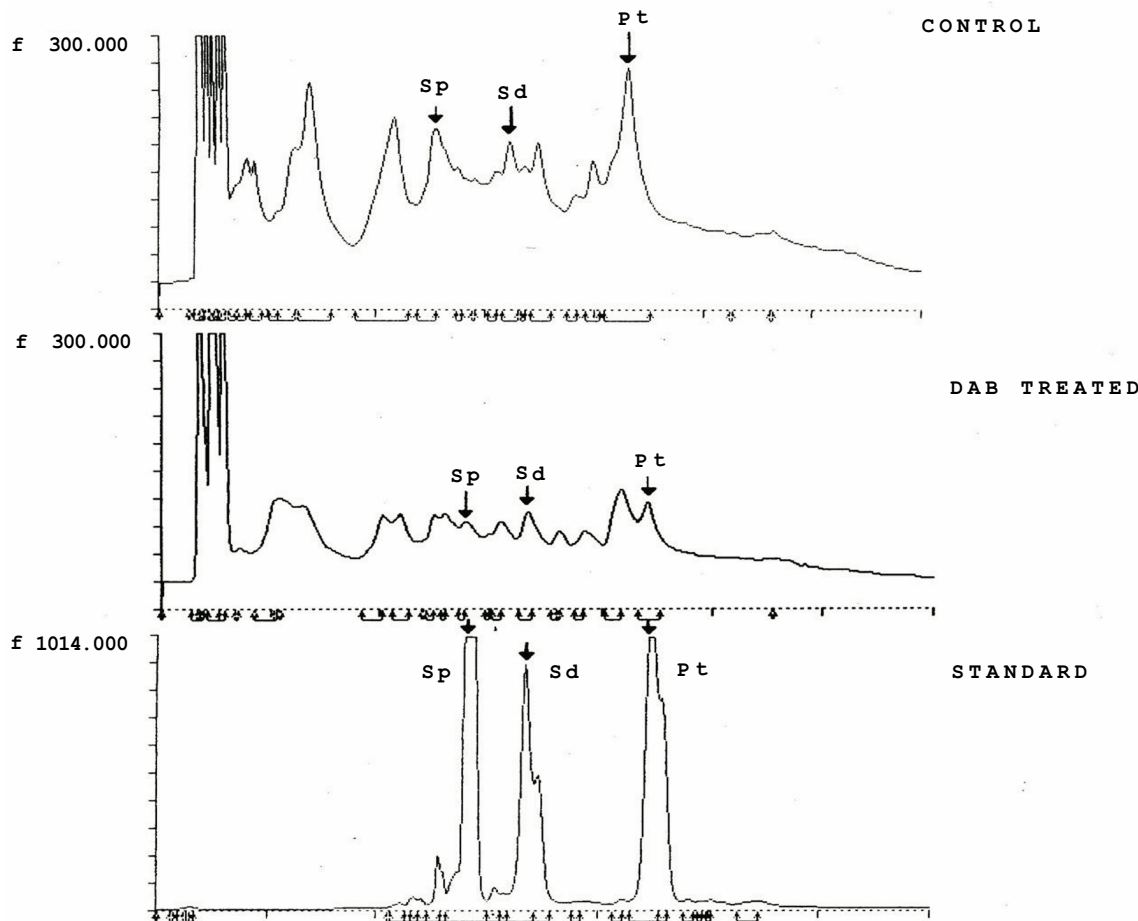 CONTROL
Pt
f 300.000
Sp
Sd
f 300.000
DAB TREATED
Sp
Sd
Pt
f 1014.000
Sp
Sd
Pt
STANDARD